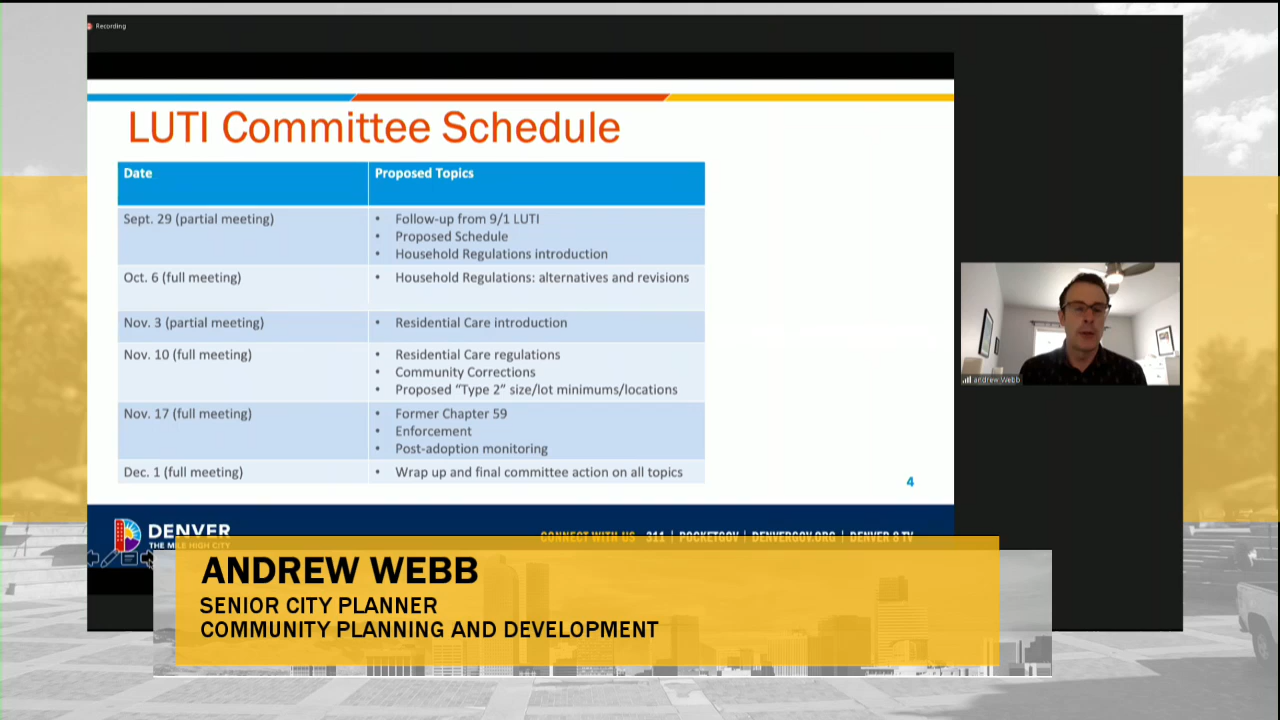 Recording
LUTI Committee Schedule
Date
Proposed Topics
Sept. 29 (partial meeting)
• Follow-up from 9/1 LUTI
• Proposed Schedule
• Household Regulations introduction
Oct. 6 (full meeting)
• Household Regulations: alternatives and revisions
Nov. 3 (partial meeting)
• Residential Care introduction
Nov. 10 (full meeting)
• Residential Care regulations
• Community Corrections
• Proposed “Type 2” size/lot minimums/locations
Nov. 17 (full meeting)
• Former Chapter 59
• Enforcement
• Post-adoption monitoring
Dec. 1 (full meeting)
• Wrap up and final committee action on all topics
4
andrew Webb
DENVER
THE MILE HIGH CITY
CONNECT WITH US 311 | POCKETGOV | DENVERGOV.ORG | DENVER 8 TV
ANDREW WEBB
SENIOR CITY PLANNER
COMMUNITY PLANNING AND DEVELOPMENT